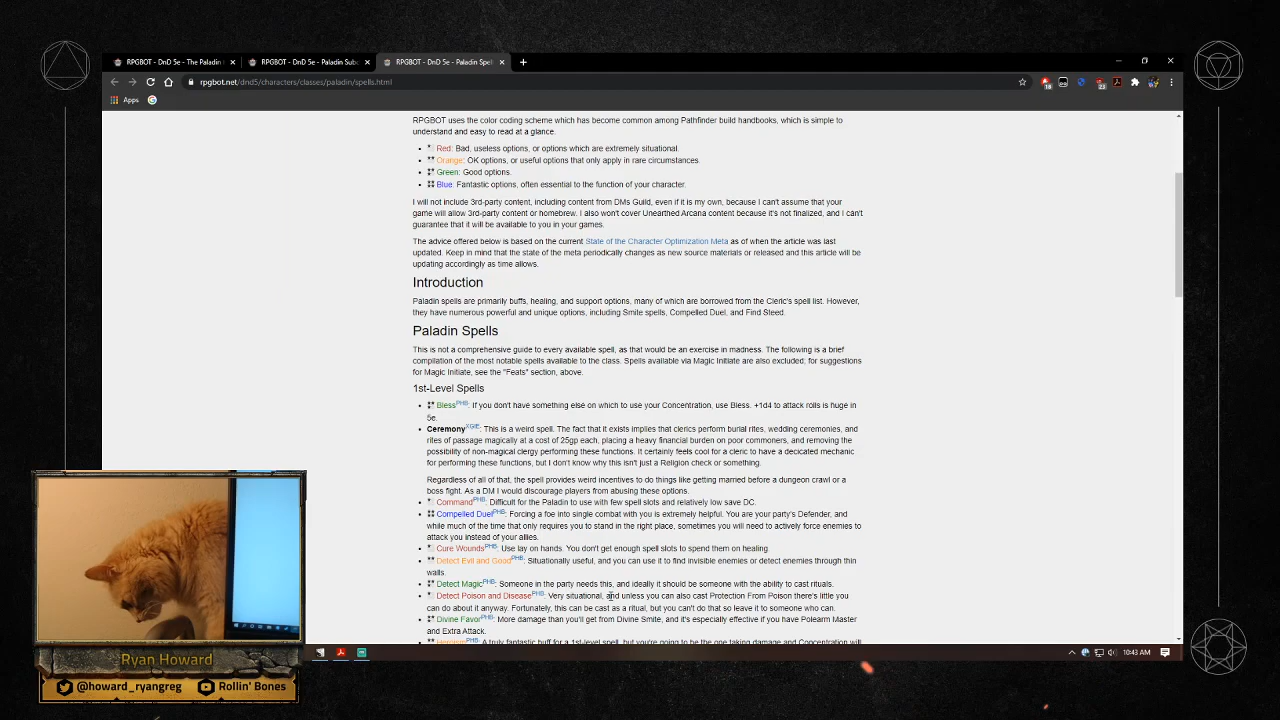 RPGBOT - DnD 5e - The Paladin
RPGBOT - DnD 5e - Paladin Subc
RPGBOT - DnD 5e - Paladin Spel
rpgbot.net/dnd5/characters/classes/paladin/spells.html
Apps
RPGBOT uses the color coding scheme which has become common among Pathfinder build handbooks, which is simple to
understand and easy to read at a glance.
Red: Bad, useless options, or options which are extremely situational.
Orange: OK options, or useful options that only apply in rare circumstances.
Green: Good options.
Blue: Fantastic options, often essential to the function of your character.
I will not include 3rd-party content, including content from DMs Guild, even if it is my own, because I can't assume that your
game will allow 3rd-party content or homebrew. I also won't cover Unearthed Arcana content because it's not finalized, and I can't
guarantee that it will be available to you in your games.
The advice offered below is based on the current State of the Character Optimization Meta as of when the article was last
updated. Keep in mind that the state of the meta periodically changes as new source materials or released and this article will be
updating accordingly as time allows.
Introduction
Paladin spells are primarily buffs, healing, and support options, many of which are borrowed from the Cleric's spell list. However,
they have numerous powerful and unique options, including Smite spells, Compelled Duel, and Find Steed.
Paladin Spells
This is not a comprehensive guide to every available spell, as that would be an exercise in madness. The following is a brief
compilation of the most notable spells available to the class. Spells available via Magic Initiate are also excluded; for suggestions
for Magic Initiate, see the "Feats" section, above.
1st-Level Spells
BlessPHB: If you don't have something else on which to use your Concentration, use Bless. +1d4 to attack rolls is huge in
5e.
CeremonyXGtE: This is a weird spell. The fact that it exists implies that clerics perform burial rites, wedding ceremonies, and
rites of passage magically at a cost of 25gp each, placing a heavy financial burden on poor commoners, and removing the
possibility of non-magical clergy performing these functions. It certainly feels cool for a cleric to have a dedicated mechanic
for performing these functions, but I don't know why this isn't just a Religion check or something.
Regardless of all of that, the spell provides weird incentives to do things like getting married before a dungeon crawl or a
boss fight. As a DM I would discourage players from abusing these options.
CommandPHB: Difficult for the Paladin to use with few spell slots and relatively low save DC.
Compelled DuelPHB: Forcing a foe into single combat with you is extremely helpful. You are your party's Defender, and
while much of the time that only requires you to stand in the right place, sometimes you will need to actively force enemies to
attack you instead of your allies.
Cure WoundsPHB: Use lay on hands. You don't get enough spell slots to spend them on healing.
Detect Evil and GoodPHB: Situationally useful, and you can use it to find invisible enemies or detect enemies through thin
walls.
Detect MagicPHB: Someone in the party needs this, and ideally it should be someone with the ability to cast rituals.
Detect Poison and DiseasePHB: Very situational, and unless you can also cast Protection From Poison there's little you
can do about it anyway. Fortunately, this can be cast as a ritual, but you can't do that so leave it to someone who can.
Divine FavorPHB: More damage than you'll get from Divine Smite, and it's especially effective if you have Polearm Master
and Extra Attack.
HeroismPHB: A truly fantastic buff for a 1st-level spell, but you're going to be the one taking damage and Concentration will
10:43 AM
Ryan Howard
@howard_ryangreg
Rollin' Bones